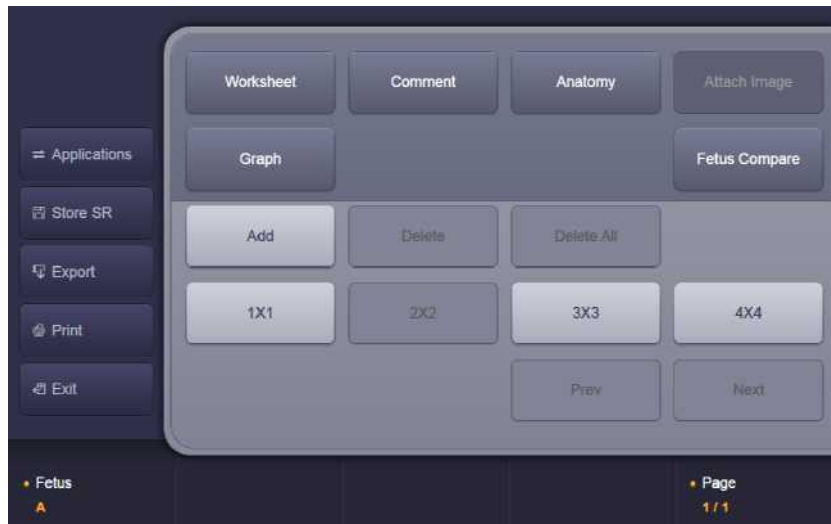 Worksheet Comment Anatomy Attach Image
Applications Graph Fetus Compare
Store SR
Add Delete Delete All
Export
1X1 2X2 3X3 4X4
Print
Exit Prev Next
Fetus Page
A 1 / 1